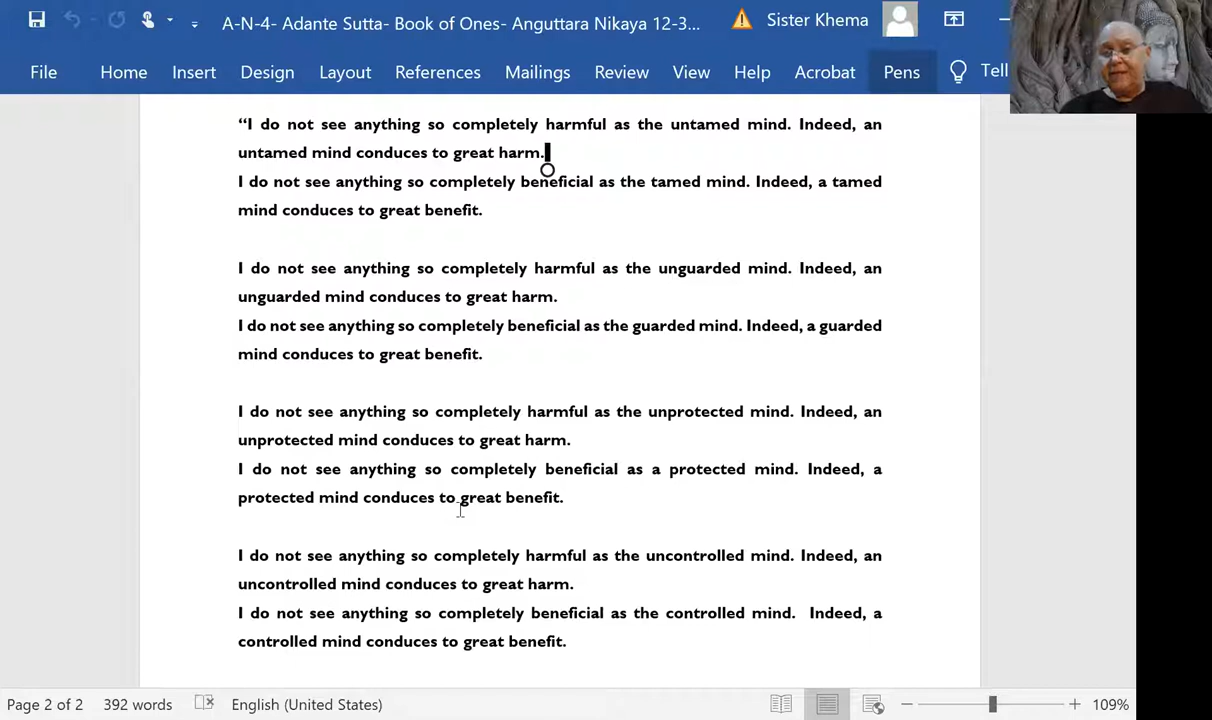 A-N-4- Adante Sutta- Book of Ones- Anguttara Nikaya 12-3... Sister Khema
File Home Insert Design Layout References Mailings Review View Help Acrobat Pens Tell
“I do not see anything so completely harmful as the untamed mind. Indeed, an
untamed mind conduces to great harm.
I do not see anything so completely beneficial as the tamed mind. Indeed, a tamed
mind conduces to great benefit.
I do not see anything so completely harmful as the unguarded mind. Indeed, an
unguarded mind conduces to great harm.
I do not see anything so completely beneficial as the guarded mind. Indeed, a guarded
mind conduces to great benefit.
I do not see anything so completely harmful as the unprotected mind. Indeed, an
unprotected mind conduces to great harm.
I do not see anything so completely beneficial as a protected mind. Indeed, a
protected mind conduces to great benefit.
I do not see anything so completely harmful as the uncontrolled mind. Indeed, an
uncontrolled mind conduces to great harm.
I do not see anything so completely beneficial as the controlled mind. Indeed, a
controlled mind conduces to great benefit.
Page 2 of 2 392 words English (United States) 109%